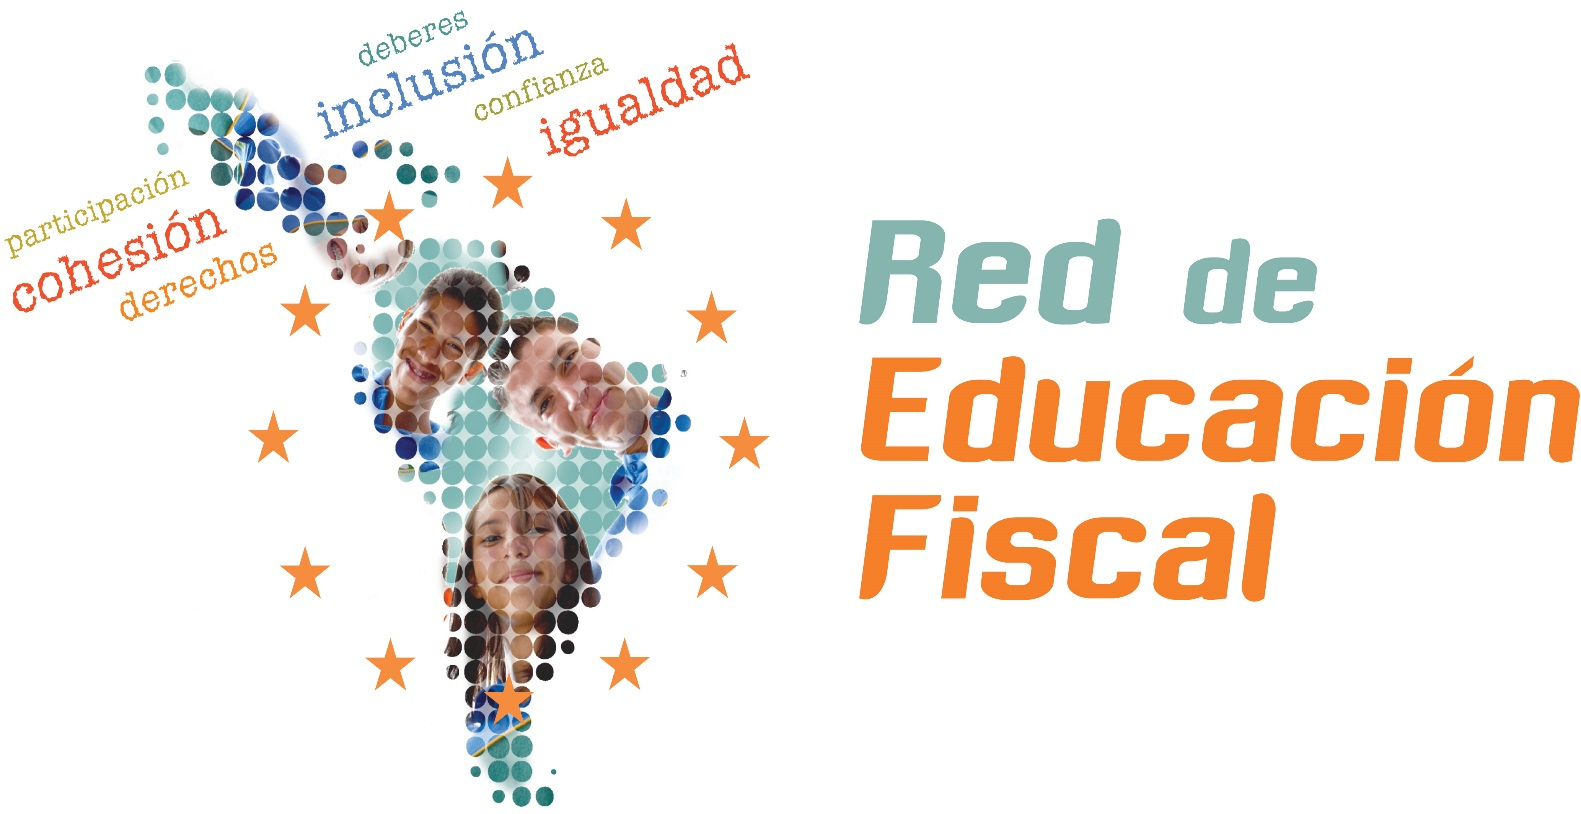 deberes
inclusión
confianza
igualdad
participación
cohesión
derechos
Red de
Educación
Fiscal